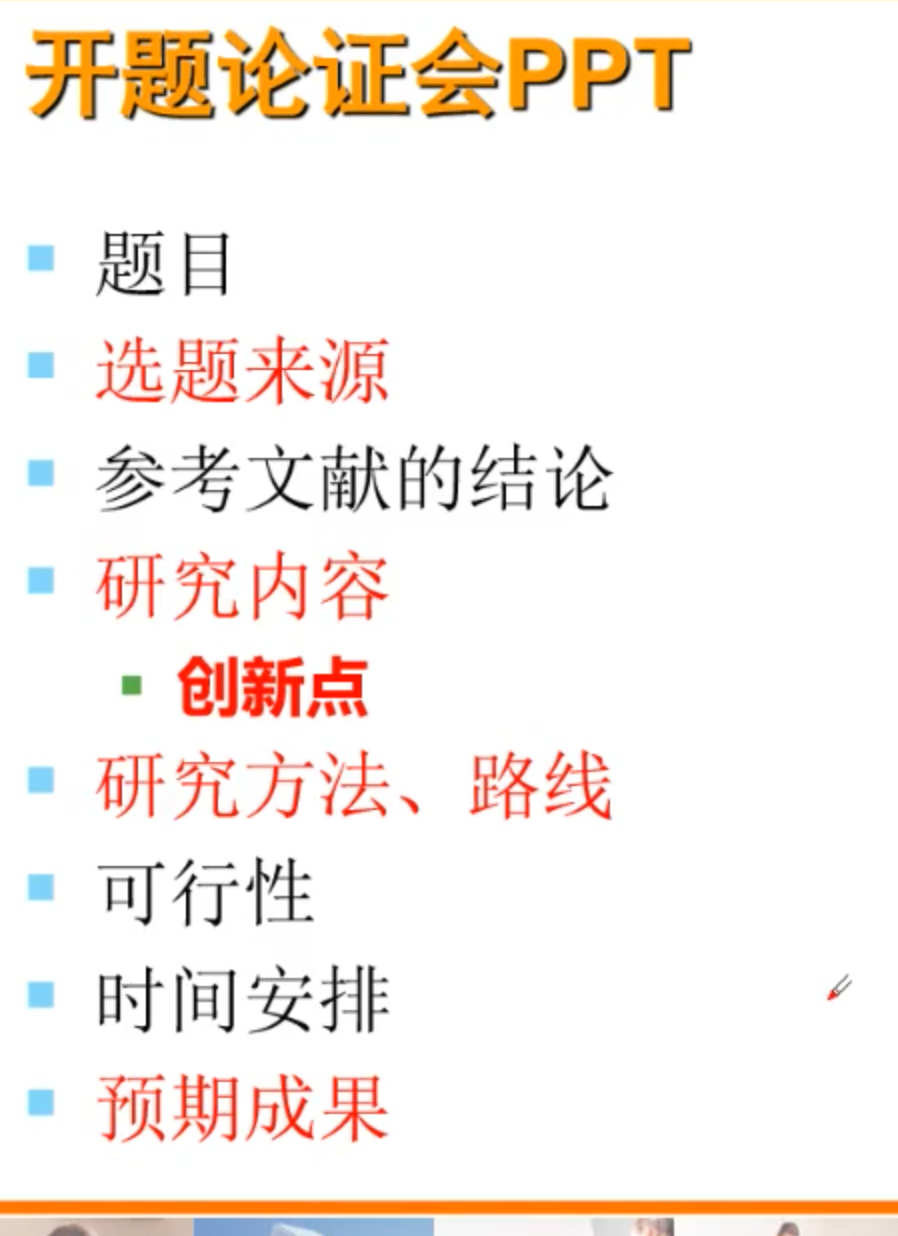 开题论证会PPT
题目
选题来源
参考文献的结论
研究内容
创新点
研究方法、路线
可行性
时间安排
预期成果